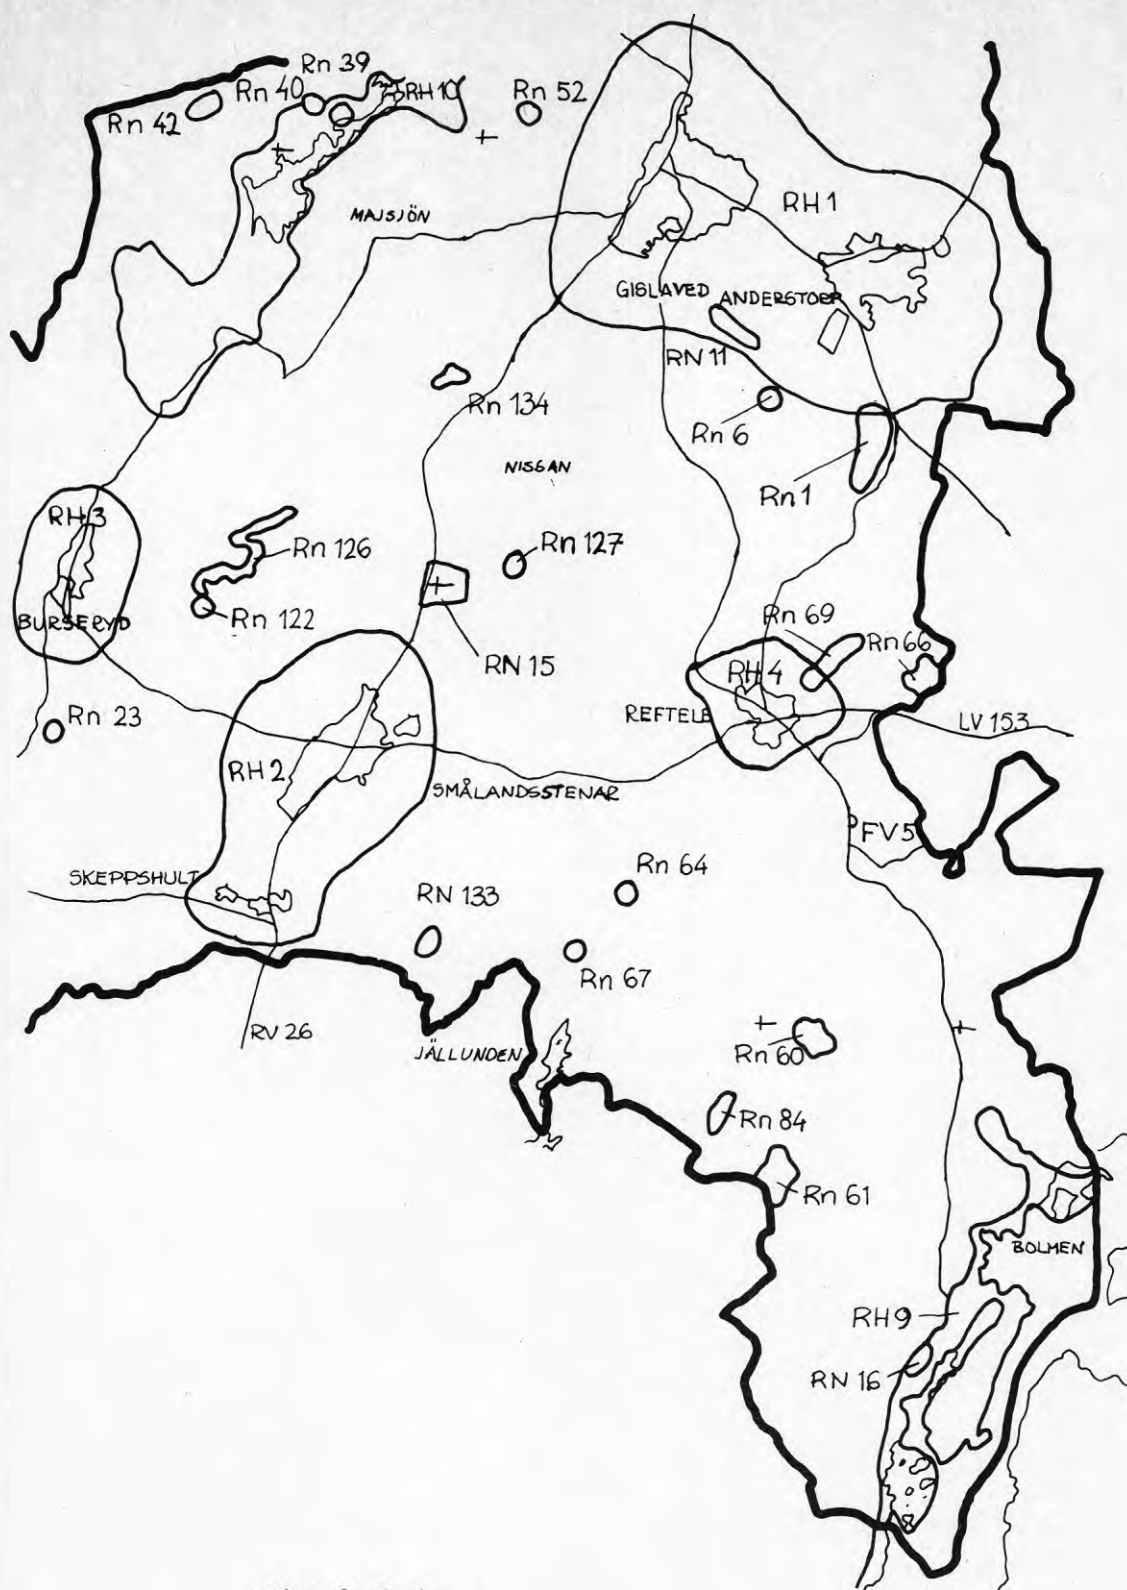 Rn 39
Rn 40
RH 10
Rn 52
Rn 42
RH 1
MAJSJÖN
GISLAVED
ANDERSTORP
RN 11
Rn 134
Rn 6
NISSAN
Rn 1
RH 3
Rn 126
Rn 127
Rn 122
BURSERYD
Rn 69
Rn 66
RN 15
RH 4
Rn 23
REFTELE
LV 153
RH 2
SMÅLANDSSTENAR
FV 5
SKEPPSHULT
RN 133
Rn 64
Rn 67
RV 26
JÄLLUNDEN
Rn 60
Rn 84
Rn 61
BOLMEN
RH 9
RN 16